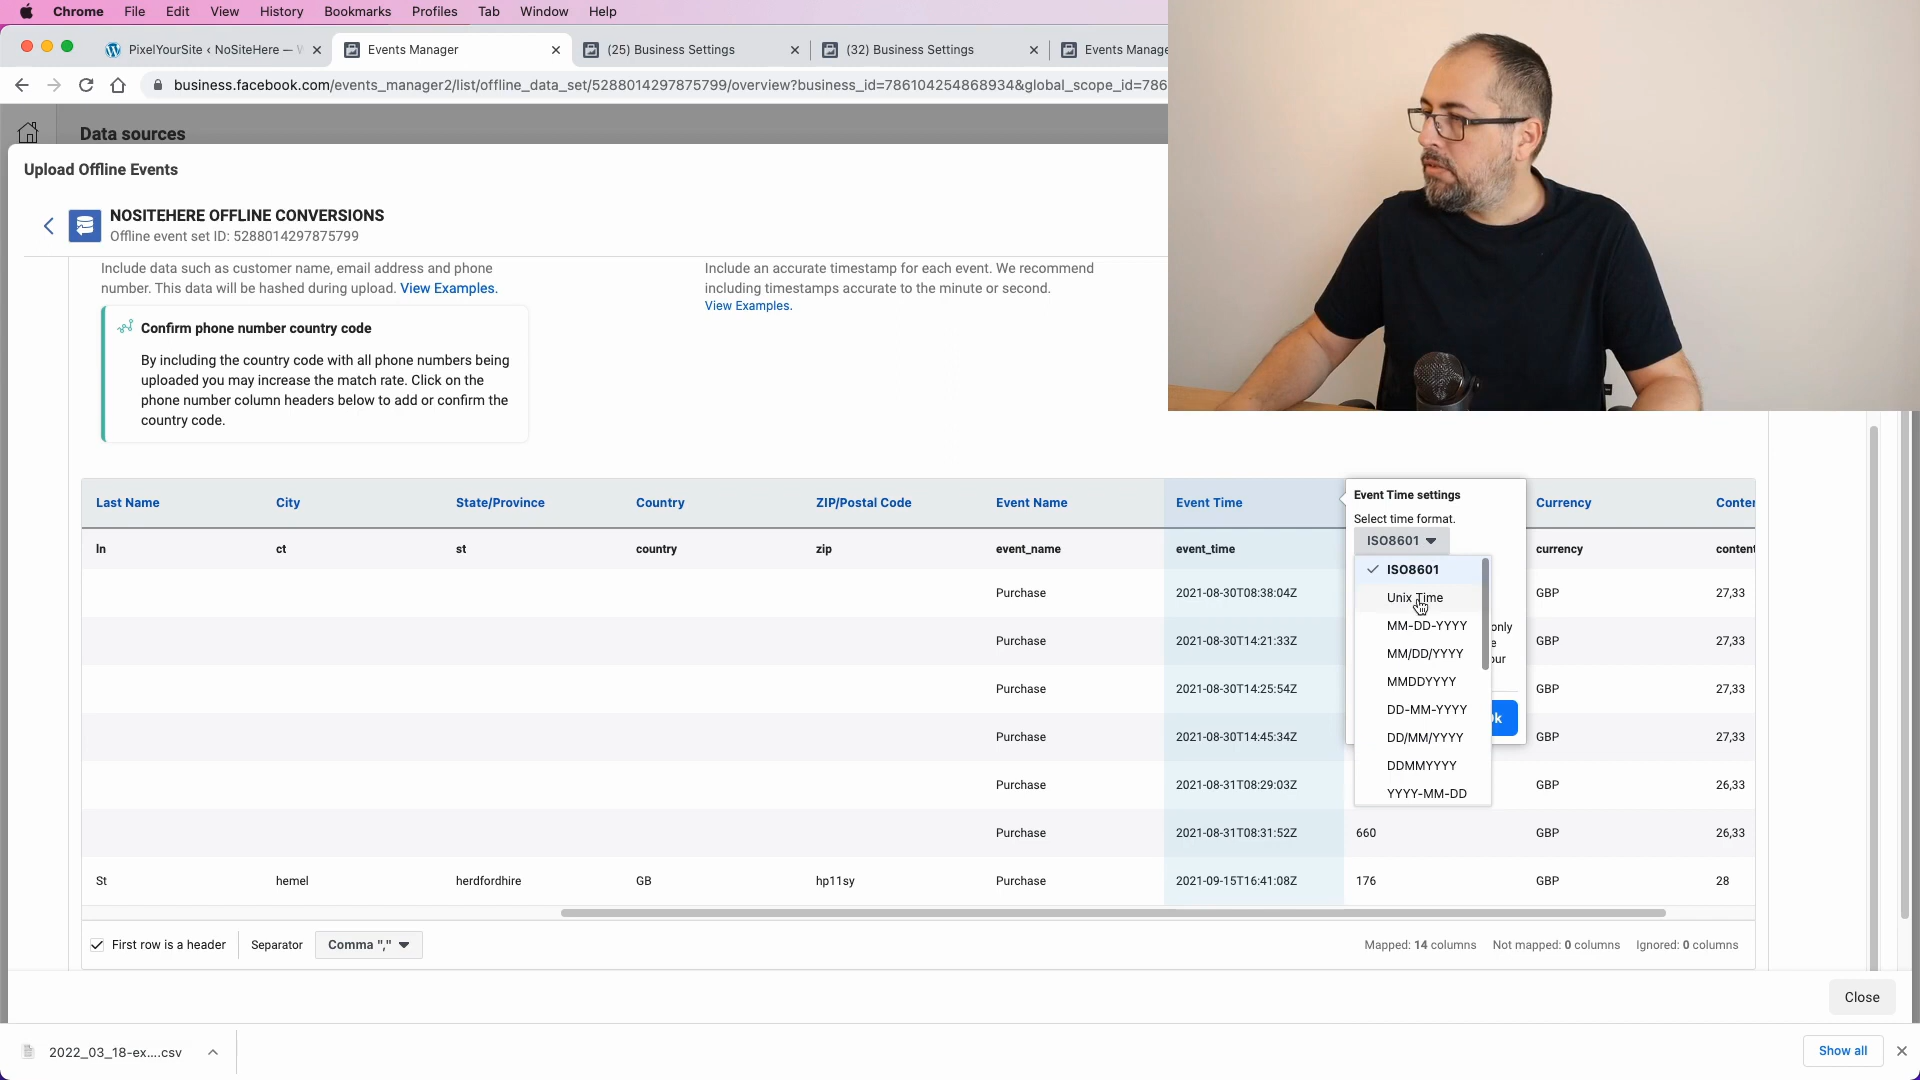 Chrome File Edit View History Bookmarks Profiles Tab Window Help
PixelYourSite ‹ NoSiteHere —
Events Manager
(25) Business Settings
(32) Business Settings
Events Manage
business.facebook.com/events_manager2/list/offline_data_set/5288014297875799/overview?business_id=786104254868934&global_scope_id=786
Data sources
Upload Offline Events
NOSITEHERE OFFLINE CONVERSIONS
Offline event set ID: 5288014297875799
Include data such as customer name, email address and phone
number. This data will be hashed during upload. View Examples.
Include an accurate timestamp for each event. We recommend
including timestamps accurate to the minute or second.
View Examples.
Confirm phone number country code
By including the country code with all phone numbers being
uploaded you may increase the match rate. Click on the
phone number column headers below to add or confirm the
country code.
Last Name City State/Province Country ZIP/Postal Code Event Name Event Time Currency Conter
ln ct st country zip event_name event_time currency content
Purchase 2021-08-30T08:38:04Z GBP 27,33
Purchase 2021-08-30T14:21:33Z GBP 27,33
Purchase 2021-08-30T14:25:54Z GBP 27,33
Purchase 2021-08-30T14:45:34Z GBP 27,33
Purchase 2021-08-31T08:29:03Z GBP 26,33
Purchase 2021-08-31T08:31:52Z 660 GBP 26,33
St hemel herdfordhire GB hp11sy Purchase 2021-09-15T16:41:08Z 176 GBP 28
Event Time settings
Select time format.
ISO8601
ISO8601
Unix Time
MM-DD-YYYY
MM/DD/YYYY
MMDDYYYY
DD-MM-YYYY
DD/MM/YYYY
DDMMYYYY
YYYY-MM-DD
only
e
our
First row is a header Separator Comma "," Mapped: 14 columns Not mapped: 0 columns Ignored: 0 columns
Close
2022_03_18-ex....csv
Show all